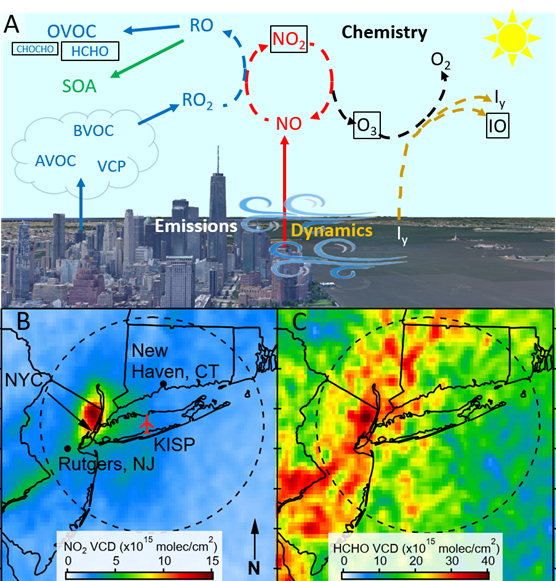 A
OVOC
CHOCHO
HCHO
RO
NO2
Chemistry
SOA
RO2
O2
BVOC
AVOC
VCP
NO
O3
Iy
IO
Emissions
Dynamics
Iy
B
C
New
Haven, CT
NYC
KISP
Rutgers, NJ
NO2 VCD (x10^15 molec/cm^2)
0 5 10 15
N
HCHO VCD (x10^15 molec/cm^2)
0 10 20 30 40